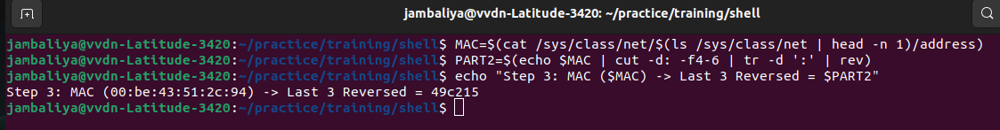 jambaliya@vvdn-Latitude-3420: ~/practice/training/shell
jambaliya@vvdn-Latitude-3420:~/practice/training/shell$ MAC=$(cat /sys/class/net/$(ls /sys/class/net | head -n 1)/address)
jambaliya@vvdn-Latitude-3420:~/practice/training/shell$ PART2=$(echo $MAC | cut -d: -f4-6 | tr -d ':' | rev)
jambaliya@vvdn-Latitude-3420:~/practice/training/shell$ echo "Step 3: MAC ($MAC) -> Last 3 Reversed = $PART2"
Step 3: MAC (00:be:43:51:2c:94) -> Last 3 Reversed = 49c215
jambaliya@vvdn-Latitude-3420:~/practice/training/shell$